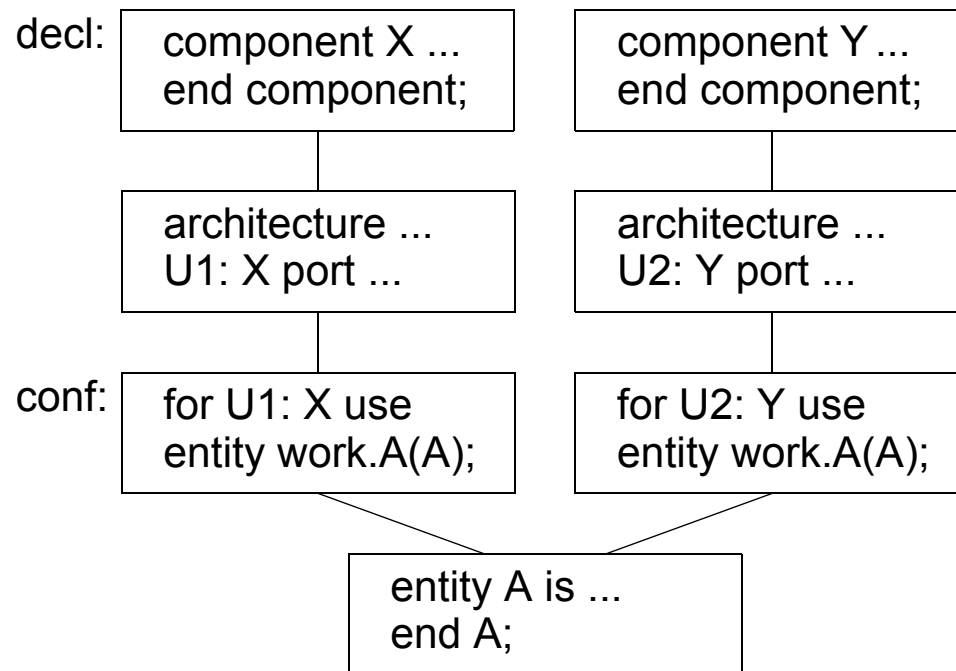 decl:
component X ...
end component;
component Y ...
end component;
architecture ...
U1: X port ...
architecture ...
U2: Y port ...
conf:
for U1: X use
entity work.A(A);
for U2: Y use
entity work.A(A);
entity A is ...
end A;